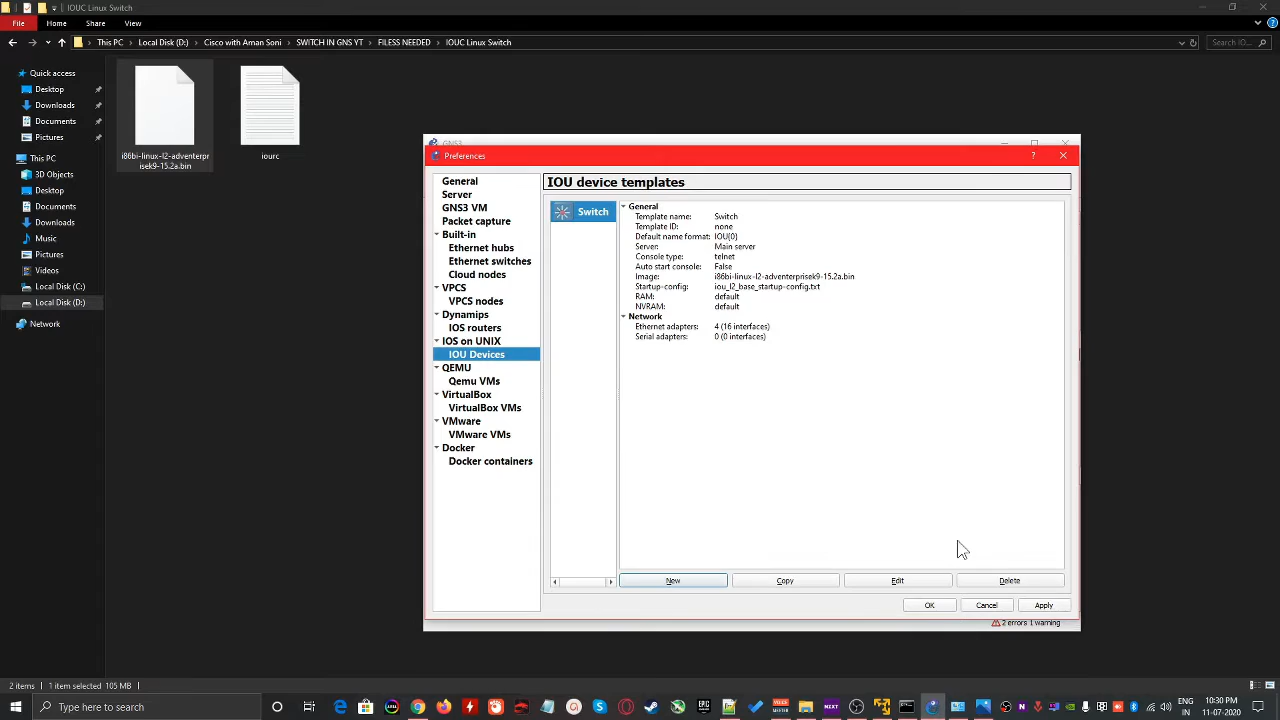 IOUC Linux Switch
File Home Share View
This PC Local Disk (D:) Cisco with Aman Soni SWITCH IN GNS YT FILESS NEEDED IOUC Linux Switch
Search IO...
Quick access
Desktop
Downloads
Documents
Pictures
This PC
3D Objects
Desktop
Documents
Downloads
Music
Pictures
Videos
Local Disk (C:)
Local Disk (D:)
Network
i86bi-linux-l2-adventerpr
isek9-15.2a.bin
iourc
GNS3
Preferences
General
Server
GNS3 VM
Packet capture
Built-in
Ethernet hubs
Ethernet switches
Cloud nodes
VPCS
VPCS nodes
Dynamips
IOS routers
IOS on UNIX
IOU Devices
QEMU
Qemu VMs
VirtualBox
VirtualBox VMs
VMware
VMware VMs
Docker
Docker containers
IOU device templates
Switch
General
Template name: Switch
Template ID: none
Default name format: IOU{0}
Server: Main server
Console type: telnet
Auto start console: False
Image: i86bi-linux-l2-adventerprisek9-15.2a.bin
Startup-config: iou_l2_base_startup-config.txt
RAM: default
NVRAM: default
Network
Ethernet adapters: 4 (16 interfaces)
Serial adapters: 0 (0 interfaces)
New Copy Edit Delete
OK Cancel Apply
2 errors 1 warning
2 items 1 item selected 105 MB
Type here to search
ENG
IN
10:30 PM
11-07-2020